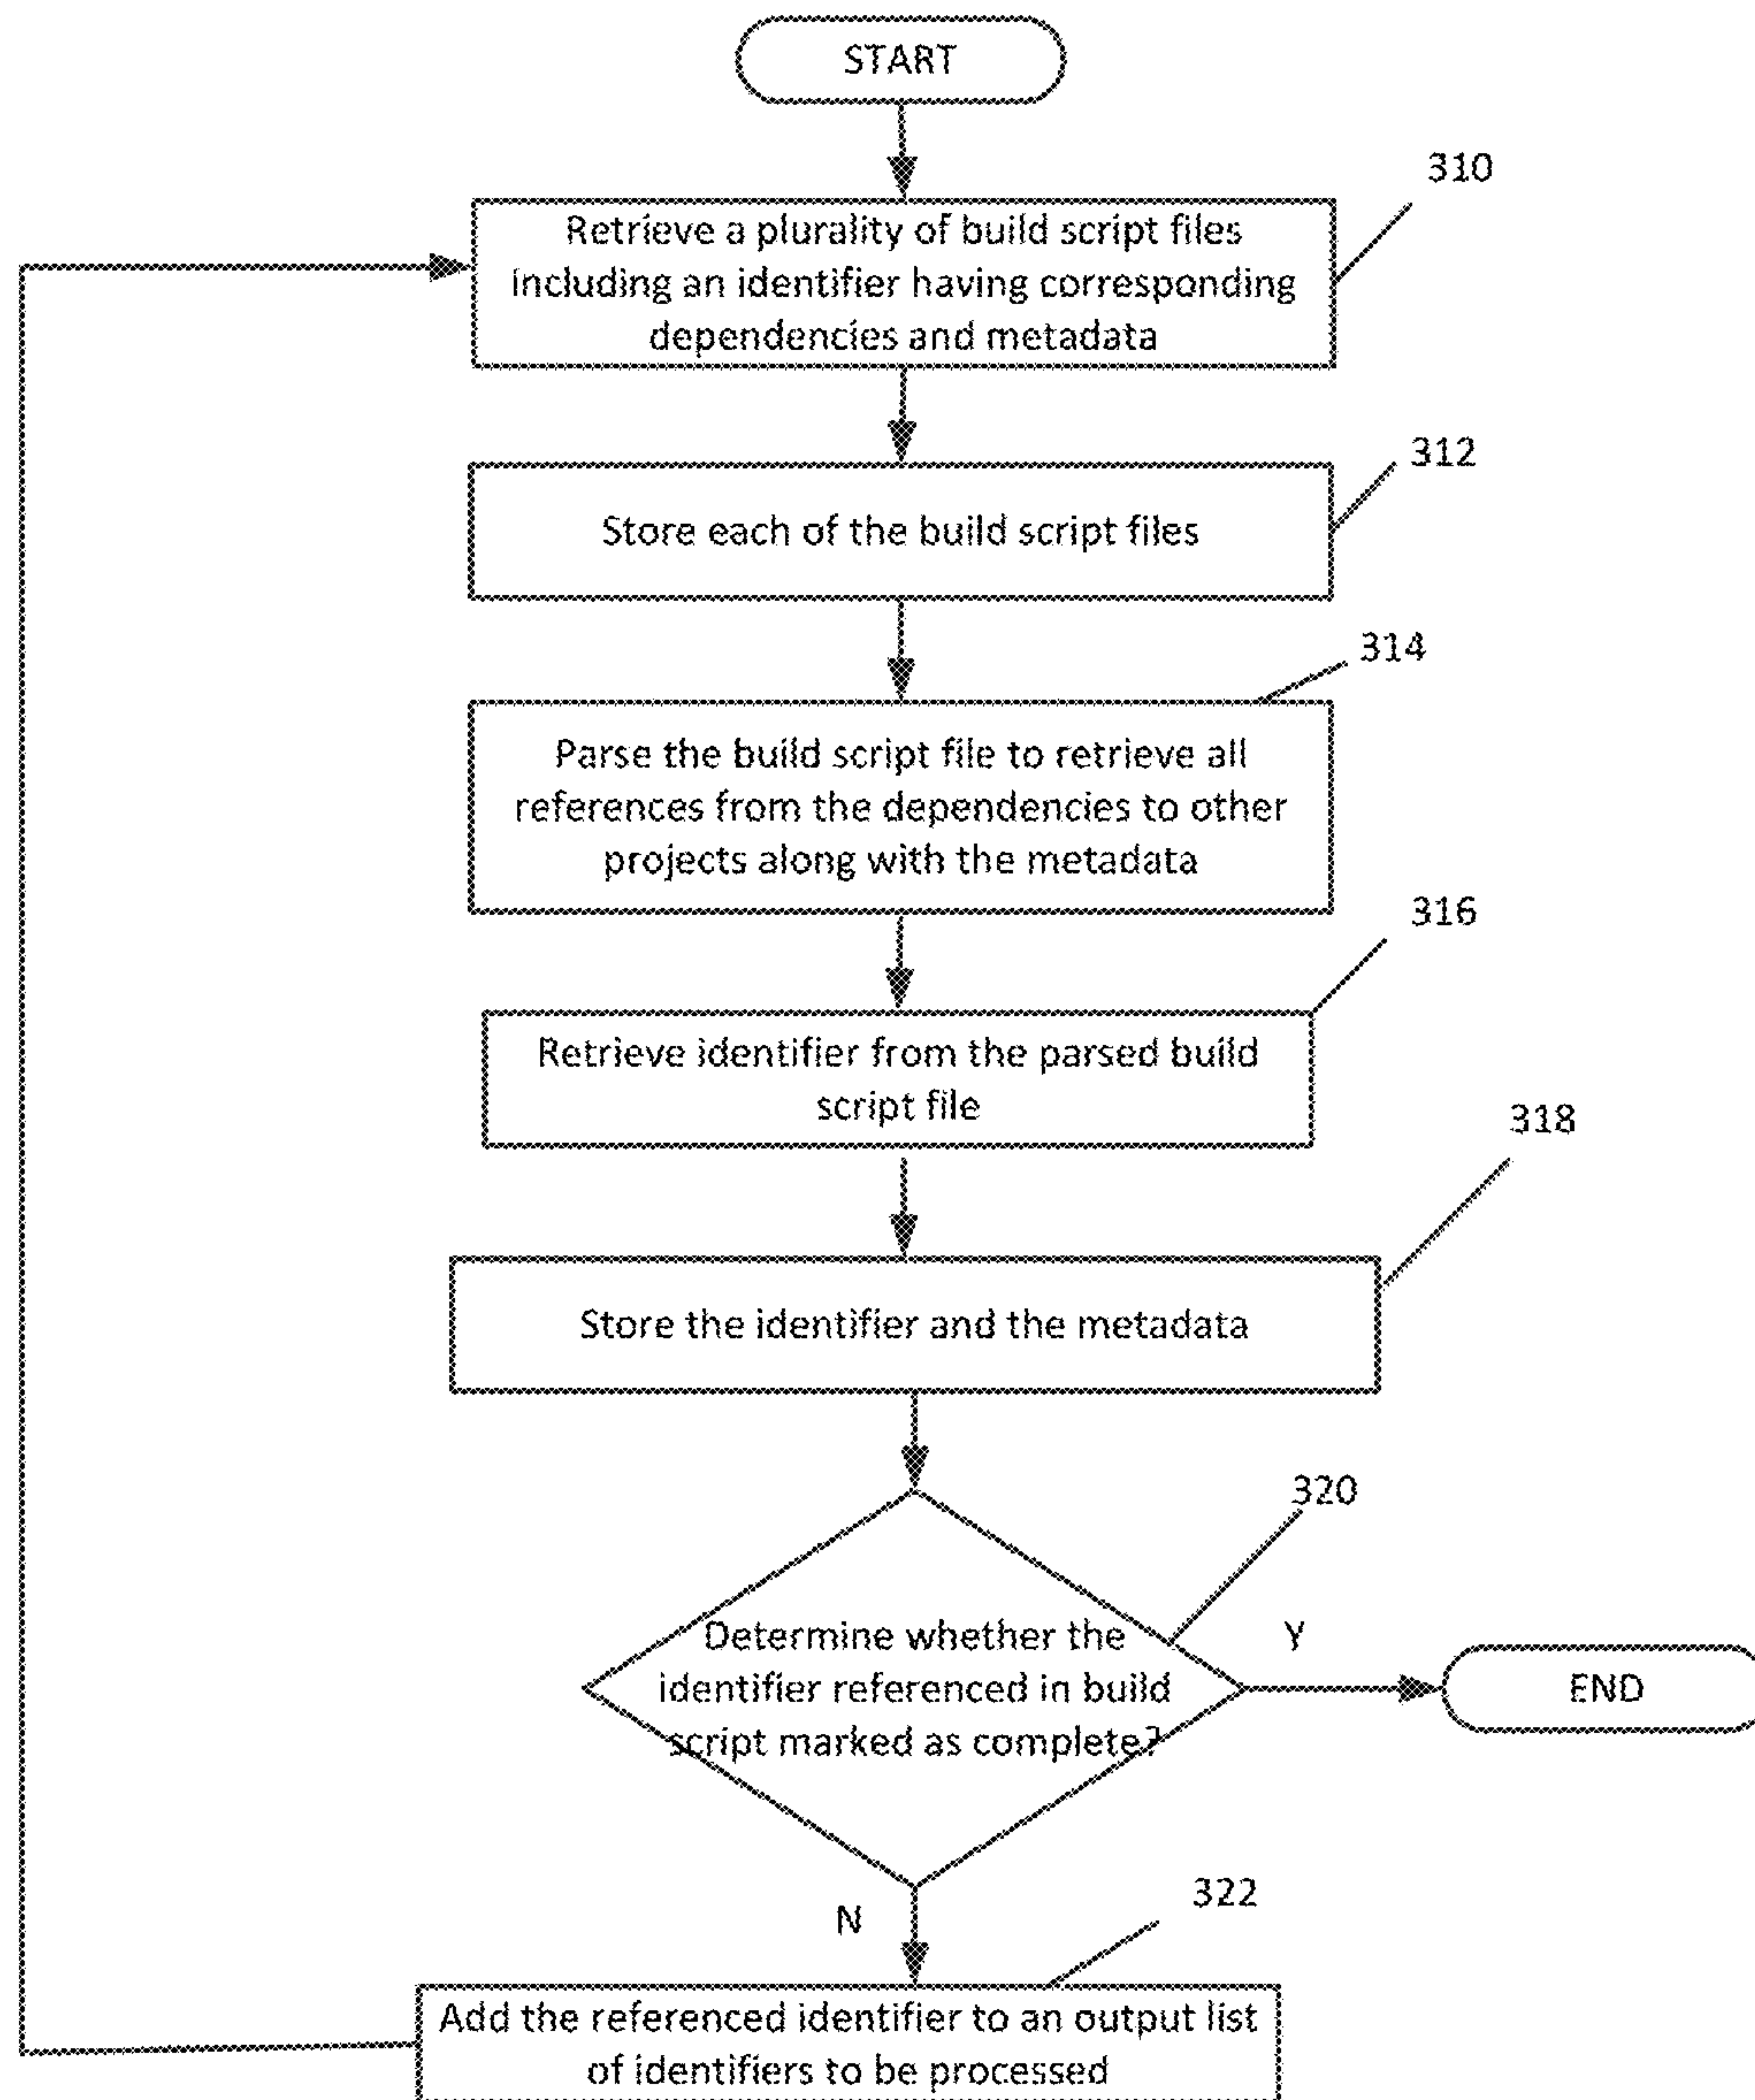 START
310
Retrieve a plurality of build script files
including an identifier having corresponding
dependencies and metadata
312
Store each of the build script files
314
Parse the build script file to retrieve all
references from the dependencies to other
projects along with the metadata
316
Retrieve identifier from the parsed build
script file
318
Store the identifier and the metadata
320
Determine whether the
identifier referenced in build
script marked as complete?
Y
END
N
322
Add the referenced identifier to an output list
of identifiers to be processed